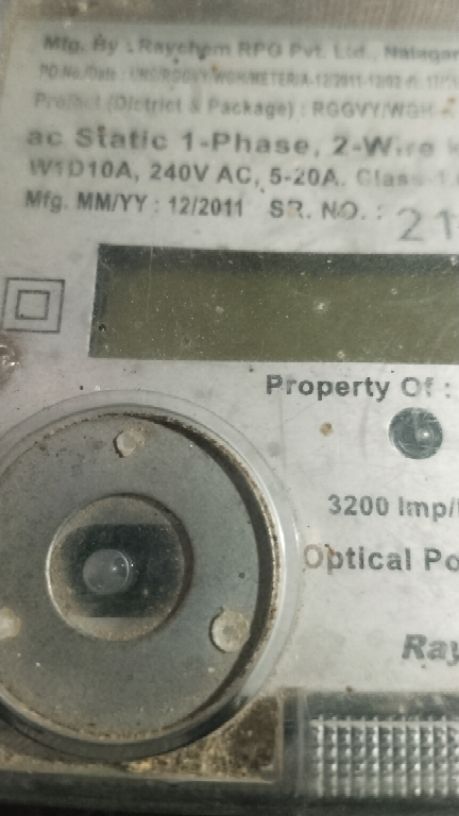 Mfg. By : Raychem RPG Pvt. Ltd., Nalagar
Project (District & Package) : RGGVY/WGH
ac Static 1-Phase, 2-Wire
W1D10A, 240V AC, 5-20A. Class
Mfg. MM/YY : 12/2011 SR. NO. : 21
Property Of :
3200 Imp/
Optical Po
Ray